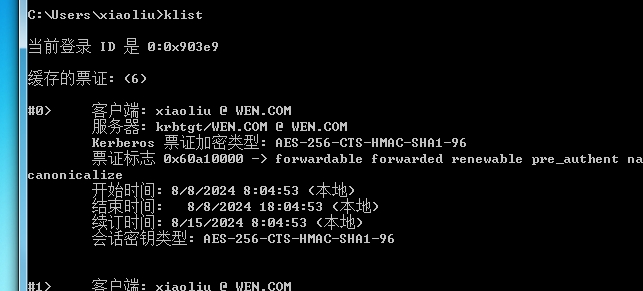 C:\Users\xiaoliu>klist
当前登录 ID 是 0:0x903e9
缓存的票证: (6)
#0> 客户端: xiaoliu @ WEN.COM
服务器: krbtgt/WEN.COM @ WEN.COM
Kerberos 票证加密类型: AES-256-CTS-HMAC-SHA1-96
票证标志 0x60a10000 -> forwardable forwarded renewable pre_authent na
canonicalize
开始时间: 8/8/2024 8:04:53 (本地)
结束时间: 8/8/2024 18:04:53 (本地)
续订时间: 8/15/2024 8:04:53 (本地)
会话密钥类型: AES-256-CTS-HMAC-SHA1-96
#1> 客户端: xiaoliu @ WEN.COM